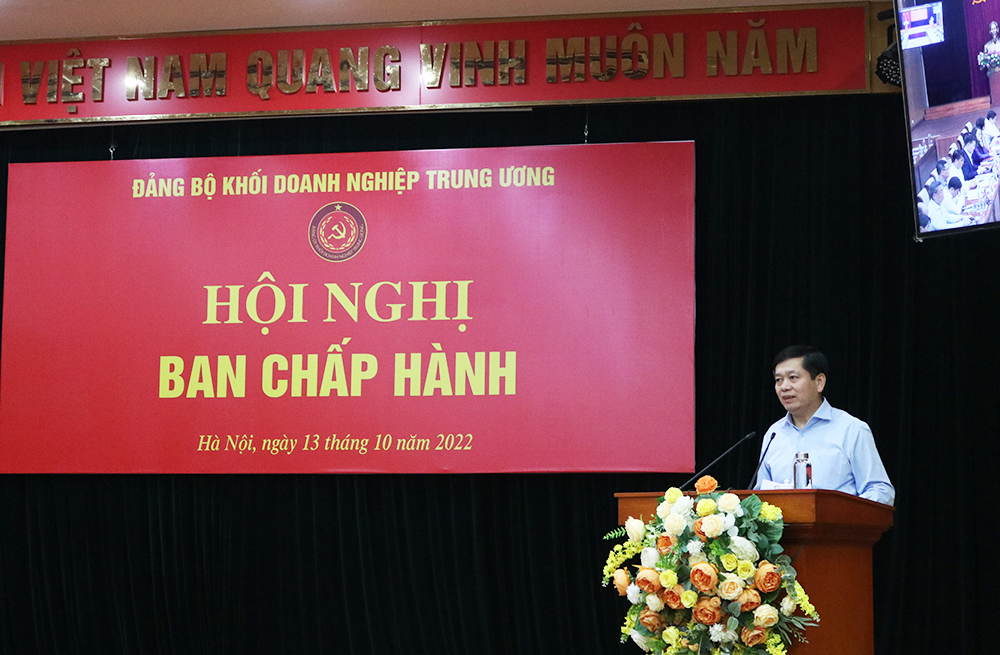 VIỆT NAM QUANG VINH MUÔN NĂM
ĐẢNG BỘ KHỐI DOANH NGHIỆP TRUNG ƯƠNG
HỘI NGHỊ
BAN CHẤP HÀNH
Hà Nội, ngày 13 tháng 10 năm 2022